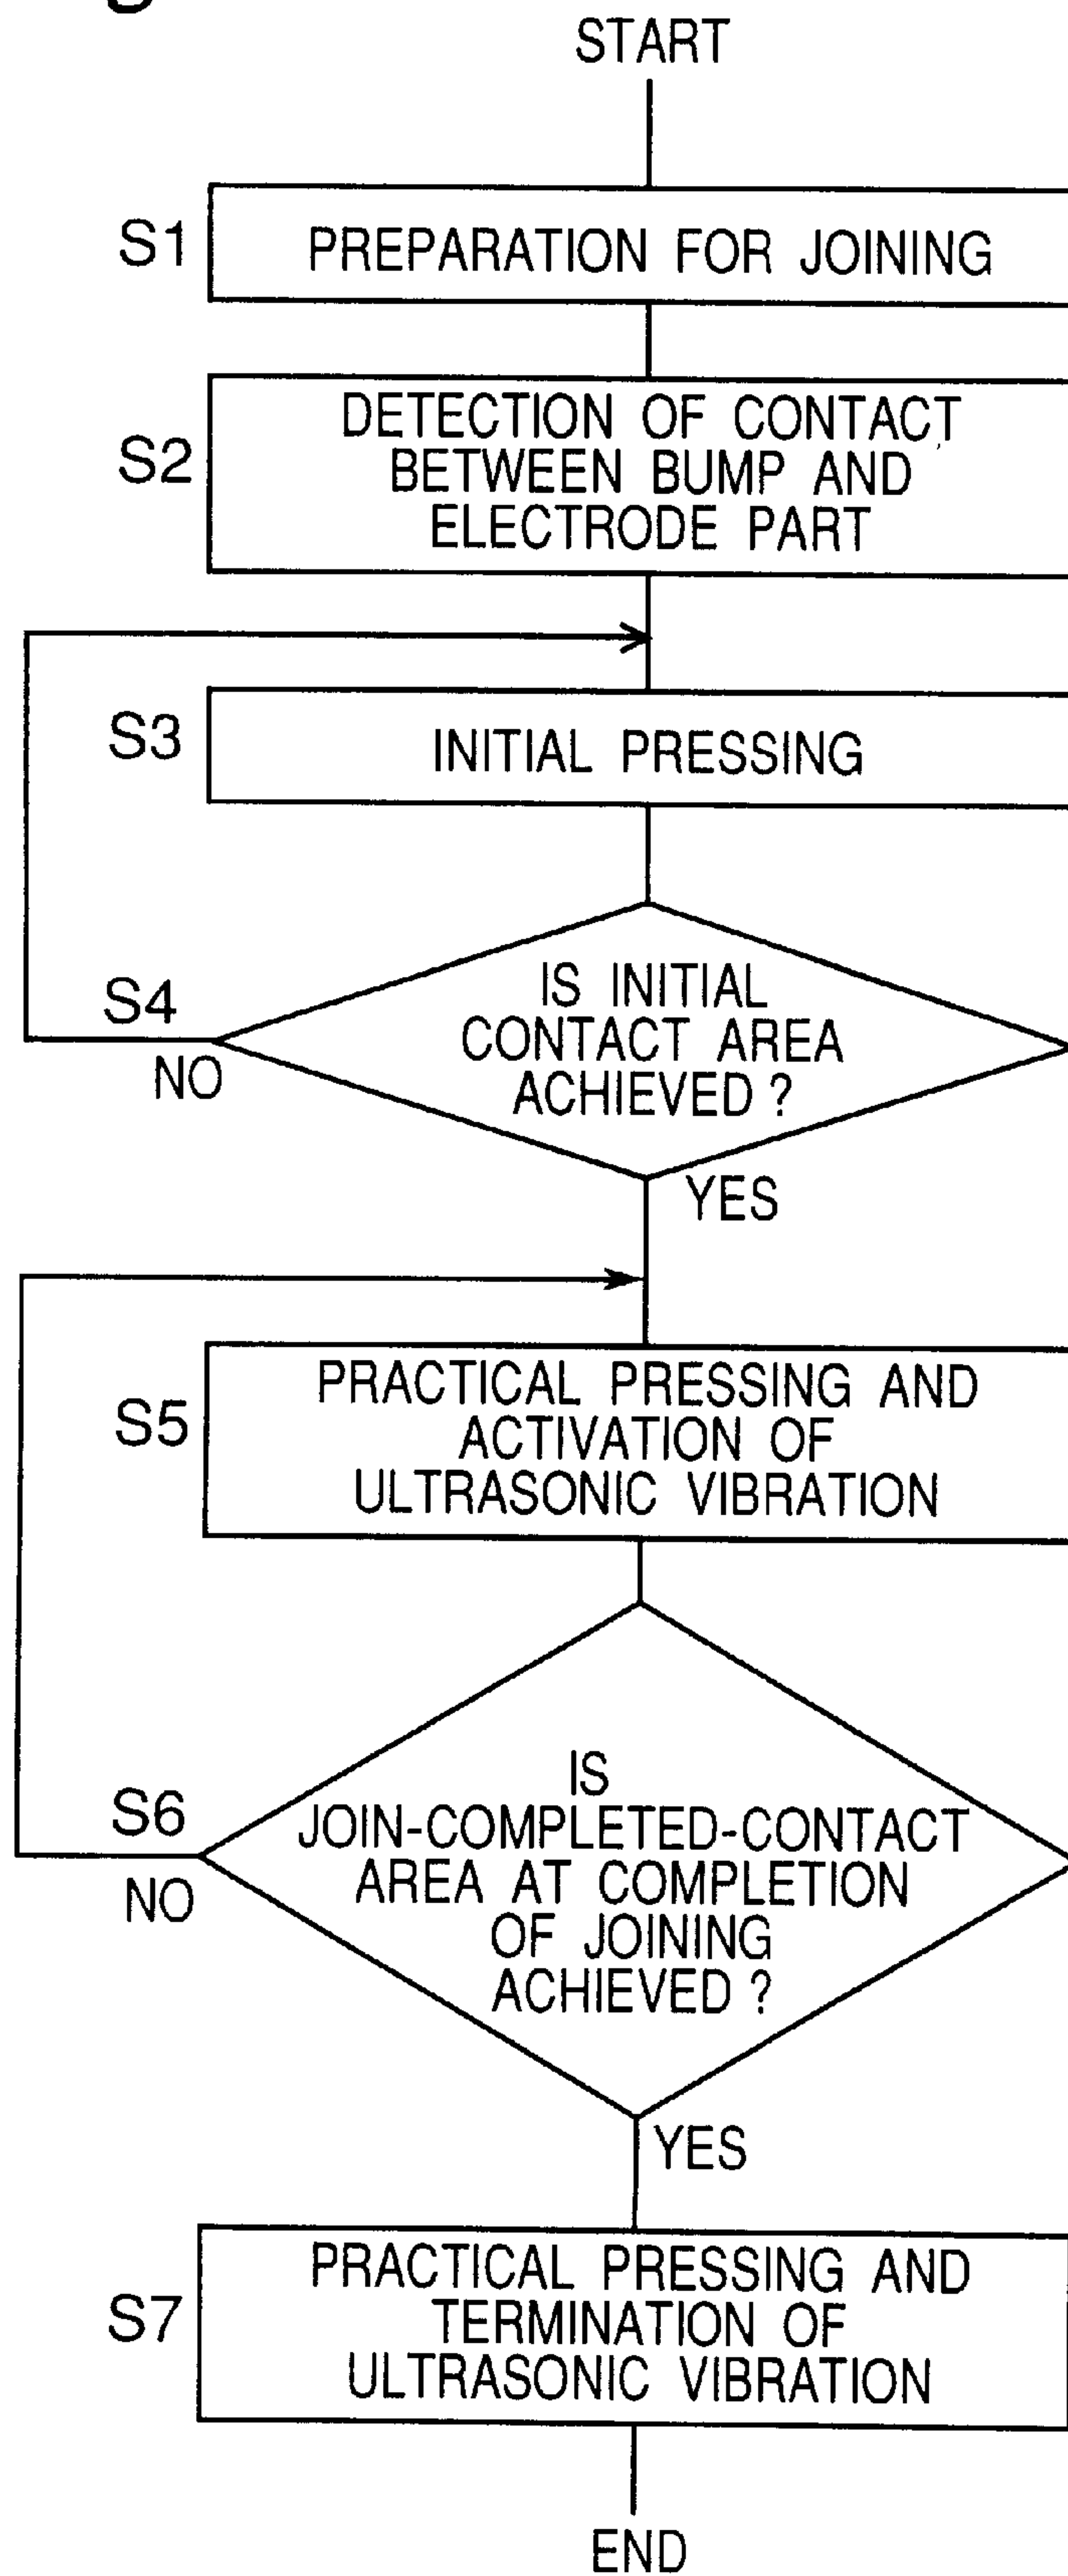 START
S1
PREPARATION FOR JOINING
S2
DETECTION OF CONTACT
BETWEEN BUMP AND
ELECTRODE PART
S3
INITIAL PRESSING
S4
IS INITIAL
CONTACT AREA
ACHIEVED ?
NO
YES
S5
PRACTICAL PRESSING AND
ACTIVATION OF
ULTRASONIC VIBRATION
S6
IS
JOIN-COMPLETED-CONTACT
AREA AT COMPLETION
OF JOINING
ACHIEVED ?
NO
YES
S7
PRACTICAL PRESSING AND
TERMINATION OF
ULTRASONIC VIBRATION
END